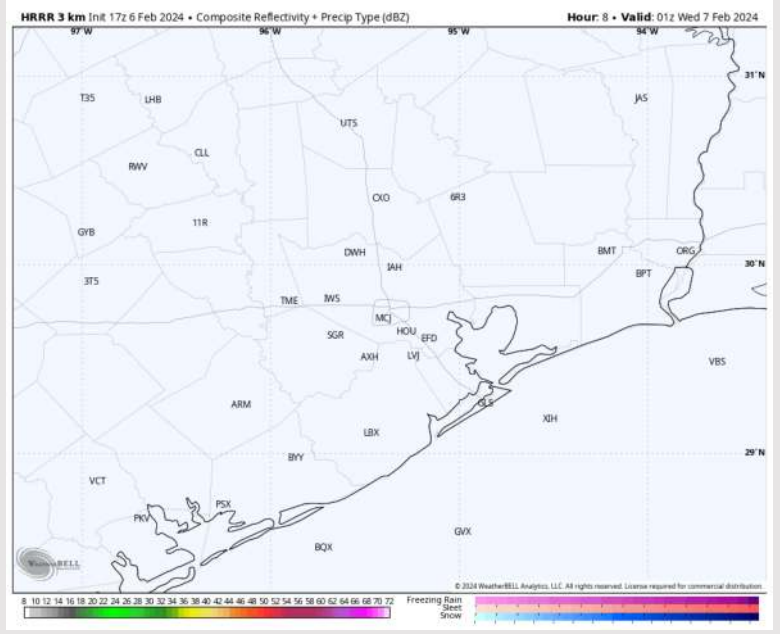 HRRR 3 km Init 17z 6 Feb 2024 • Composite Reflectivity + Precip Type (dBZ) Hour: 8 • Valid: 01z Wed 7 Feb 2024
97°W 96°W 95°W 94°W
31°N
T35 LHB JAS
UTS
CLL
RWV
CXO 6R3
11R
GYB
DWH BMT ORG
30°N
IAH
BPT
3T5
TME IWS
MCJ
SGR HOU EFD
AXH LVJ
VBS
ARM GLS
XIH
LBX
29°N
BYY
VCT
PSX
PKV
GVX
BQX
WeatherBELL
© 2024 WeatherBELL Analytics, LLC. All rights reserved. License required for commercial distribution.
8 10 12 14 16 18 20 22 24 26 28 30 32 34 36 38 40 42 44 46 48 50 52 54 56 58 60 62 64 66 68 70 72
Freezing Rain
Sleet
Snow